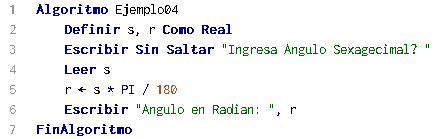 1 Algoritmo Ejemplo04
2 Definir s, r Como Real
3 Escribir Sin Saltar "Ingresa Angulo Sexagecimal? "
4 Leer s
5 r ← s * PI / 180
6 Escribir "Angulo en Radian: ", r
7 FinAlgoritmo